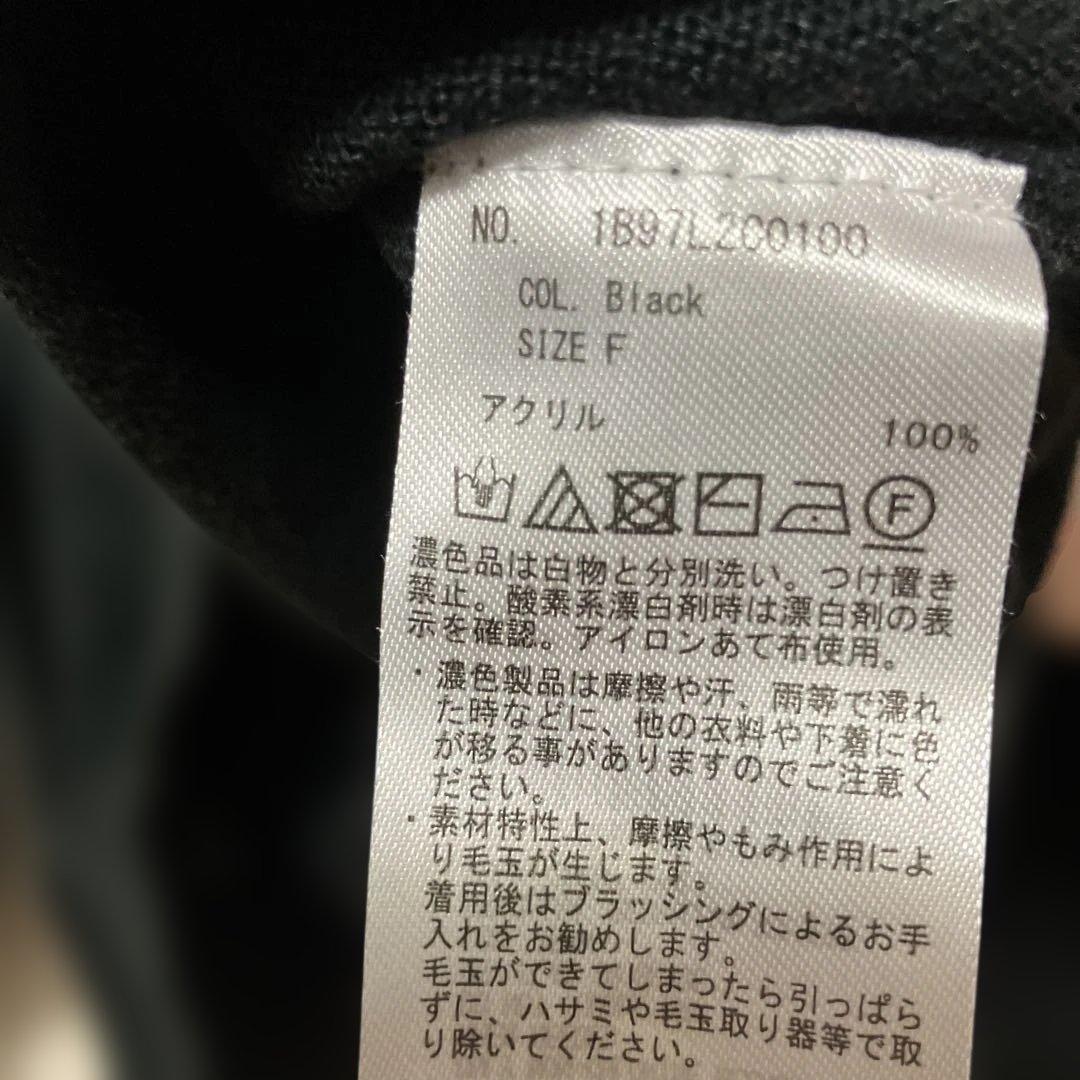 NO. 1B97L2C0100
COL. Black
SIZE F
アクリル 100%
F
濃色品は白物と分別洗い。つけ置き
禁止。酸素系漂白剤時は漂白剤の表
示を確認。アイロンあて布使用。
・濃色製品は摩擦や汗、雨等で濡れ
た時などに、他の衣料や下着に色
が移る事がありますのでご注意く
ださい。
・素材特性上、摩擦やもみ作用によ
り毛玉が生じます。
着用後はブラッシングによるお手
入れをお勧めします。
毛玉ができてしまったら引っぱら
ずに、ハサミや毛玉取り器等で取
り除いてください。